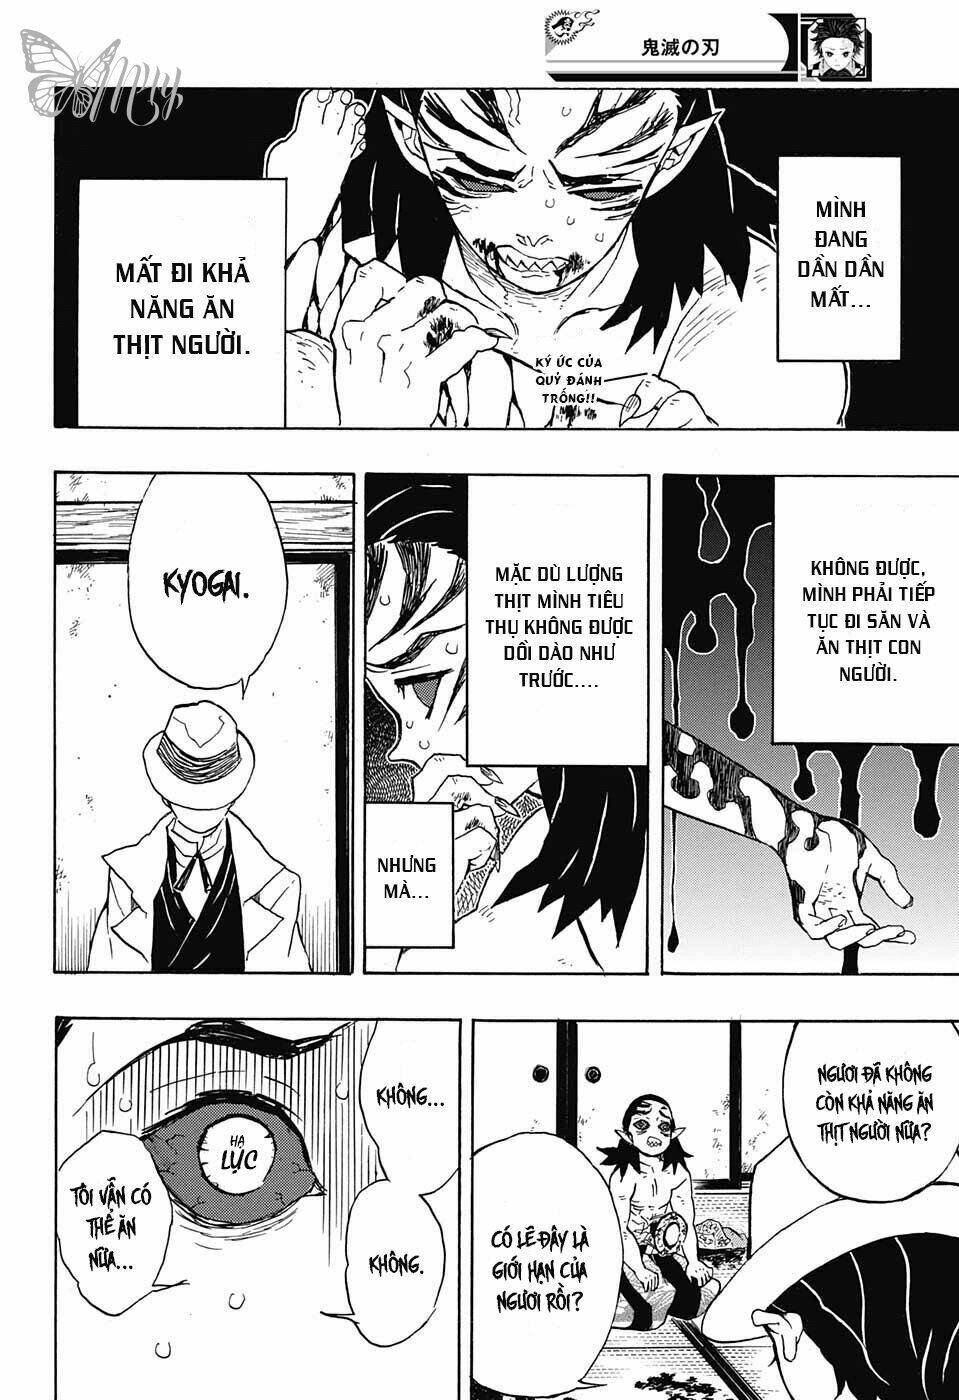 Myy
鬼滅の刃
MÌNH
ĐANG
DẦN DẦN
MẤT...
MẤT ĐI KHẢ
NĂNG ĂN
THỊT NGƯỜI.
KÝ ỨC CỦA
QUỶ ĐÁNH
TRỐNG!!
KHÔNG ĐƯỢC,
MÌNH PHẢI TIẾP
TỤC ĐI SĂN VÀ
ĂN THỊT CON
NGƯỜI.
MẶC DÙ LƯỢNG
THỊT MÌNH TIÊU
THỤ KHÔNG ĐƯỢC
DỒI DÀO NHƯ
TRƯỚC....
NHƯNG
MÀ...
KYOGAI.
NGƯƠI ĐÃ KHÔNG
CÒN KHẢ NĂNG ĂN
THỊT NGƯỜI NỮA?
CÓ LẼ ĐÂY LÀ
GIỚI HẠN CỦA
NGƯƠI RỒI?
KHÔNG...
KHÔNG.
HẠ
LỤC
TÔI VẪN CÓ
THỂ ĂN
NỮA...